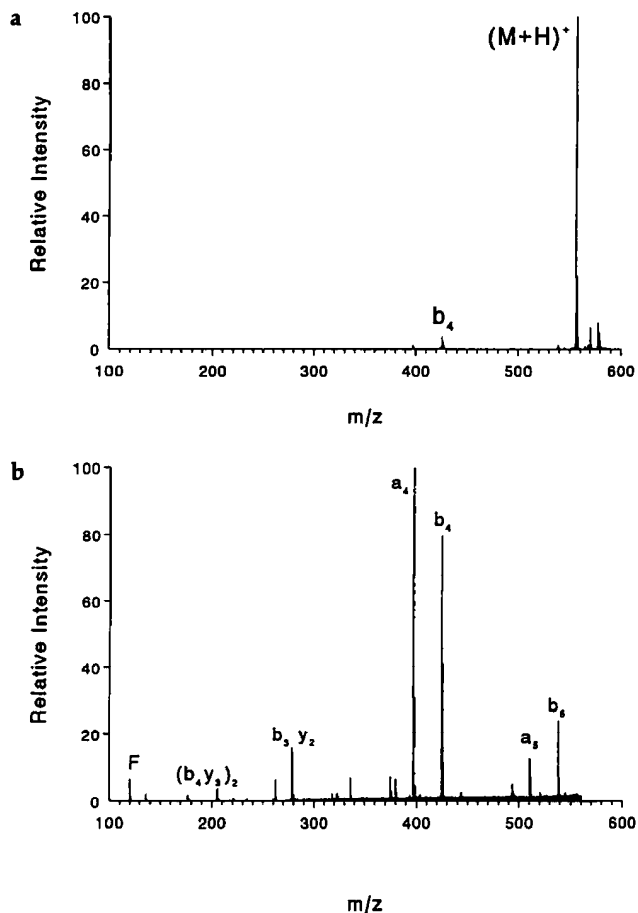 a
100
80
60
40
20
0
Relative Intensity
(M+H)⁺
b₄
100 200 300 400 500 600
m/z
b
100
80
60
40
20
0
Relative Intensity
F
(b₄y₃)₂
b₃ y₂
a₄
b₄
a₅
b₅
100 200 300 400 500 600
m/z